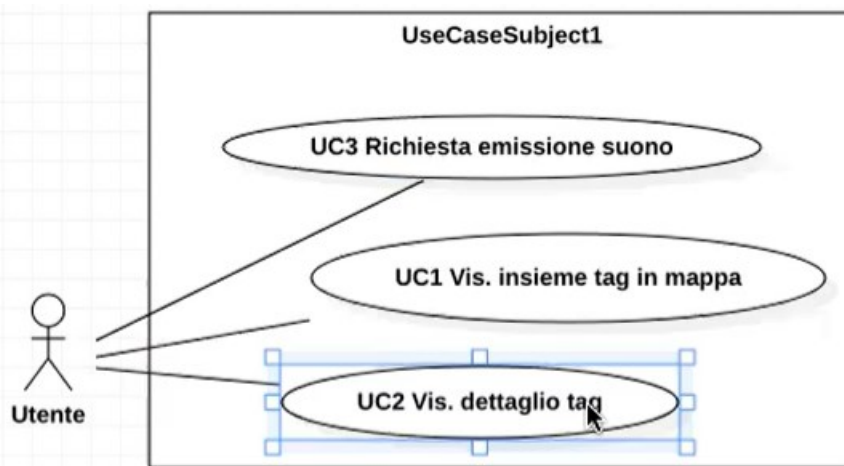 UseCaseSubject1
UC3 Richiesta emissione suono
UC1 Vis. insieme tag in mappa
UC2 Vis. dettaglio tag
Utente